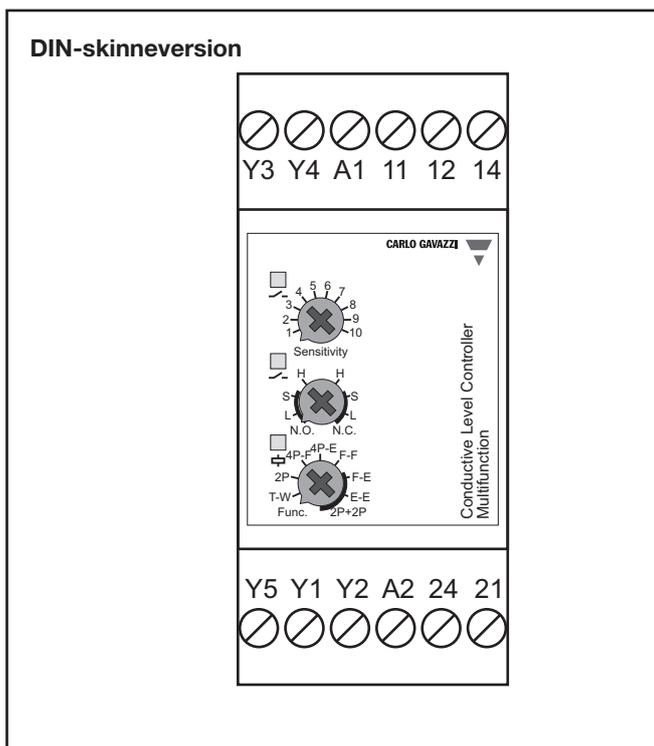 DIN-skinneversion
Y3 Y4 A1 11 12 14
CARLO GAVAZZI
1 2 3 4 5 6 7 8 9 10
Sensitivity
H H
S S
L L
N.O. N.C.
4P-F 4P-E F-F
2P F-E
T-W E-E
Func. 2P+2P
Conductive Level Controller
Multifunction
Y5 Y1 Y2 A2 24 21